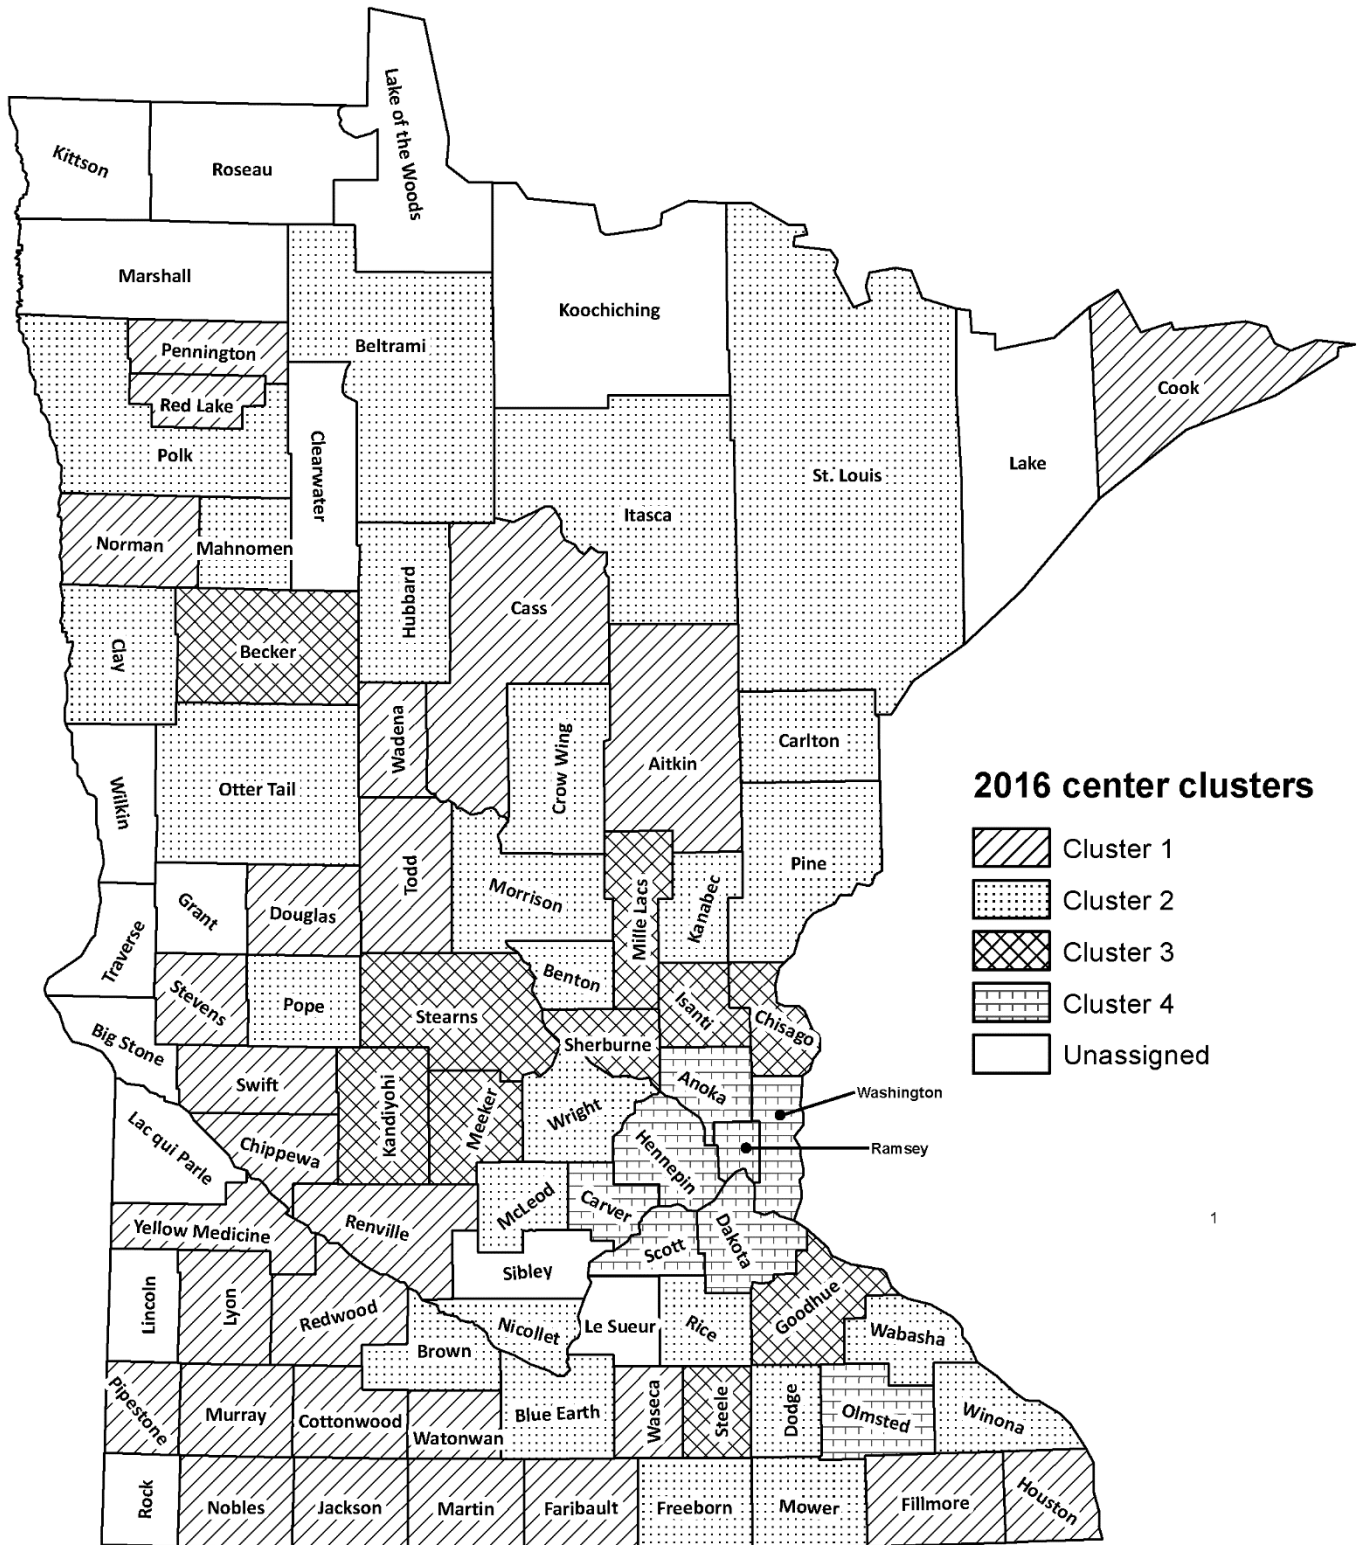 Lake of the Woods
Kittson
Roseau
Marshall
Koochiching
Beltrami
Pennington
Red Lake
Cook
Polk
Clearwater
Lake
St. Louis
Itasca
Norman
Mahnomen
Hubbard
Cass
Clay
Becker
Wadena
Crow Wing
Carlton
Aitkin
Otter Tail
Wilkin
2016 center clusters
Cluster 1
Cluster 2
Cluster 3
Cluster 4
Unassigned
Todd
Pine
Morrison
Mille Lacs
Kanabec
Grant
Douglas
Traverse
Benton
Stevens
Pope
Stearns
Isanti
Chisago
Big Stone
Sherburne
Swift
Anoka
Washington
Kandiyohi
Meeker
Wright
Lac qui Parle
Chippewa
Hennepin
Ramsey
McLeod
Carver
Yellow Medicine
Renville
Scott
Dakota
1
Sibley
Lincoln
Lyon
Redwood
Nicollet
Le Sueur
Rice
Goodhue
Wabasha
Brown
Pipestone
Murray
Cottonwood
Watonwan
Blue Earth
Waseca
Steele
Dodge
Olmsted
Winona
Rock
Nobles
Jackson
Martin
Faribault
Freeborn
Mower
Fillmore
Houston